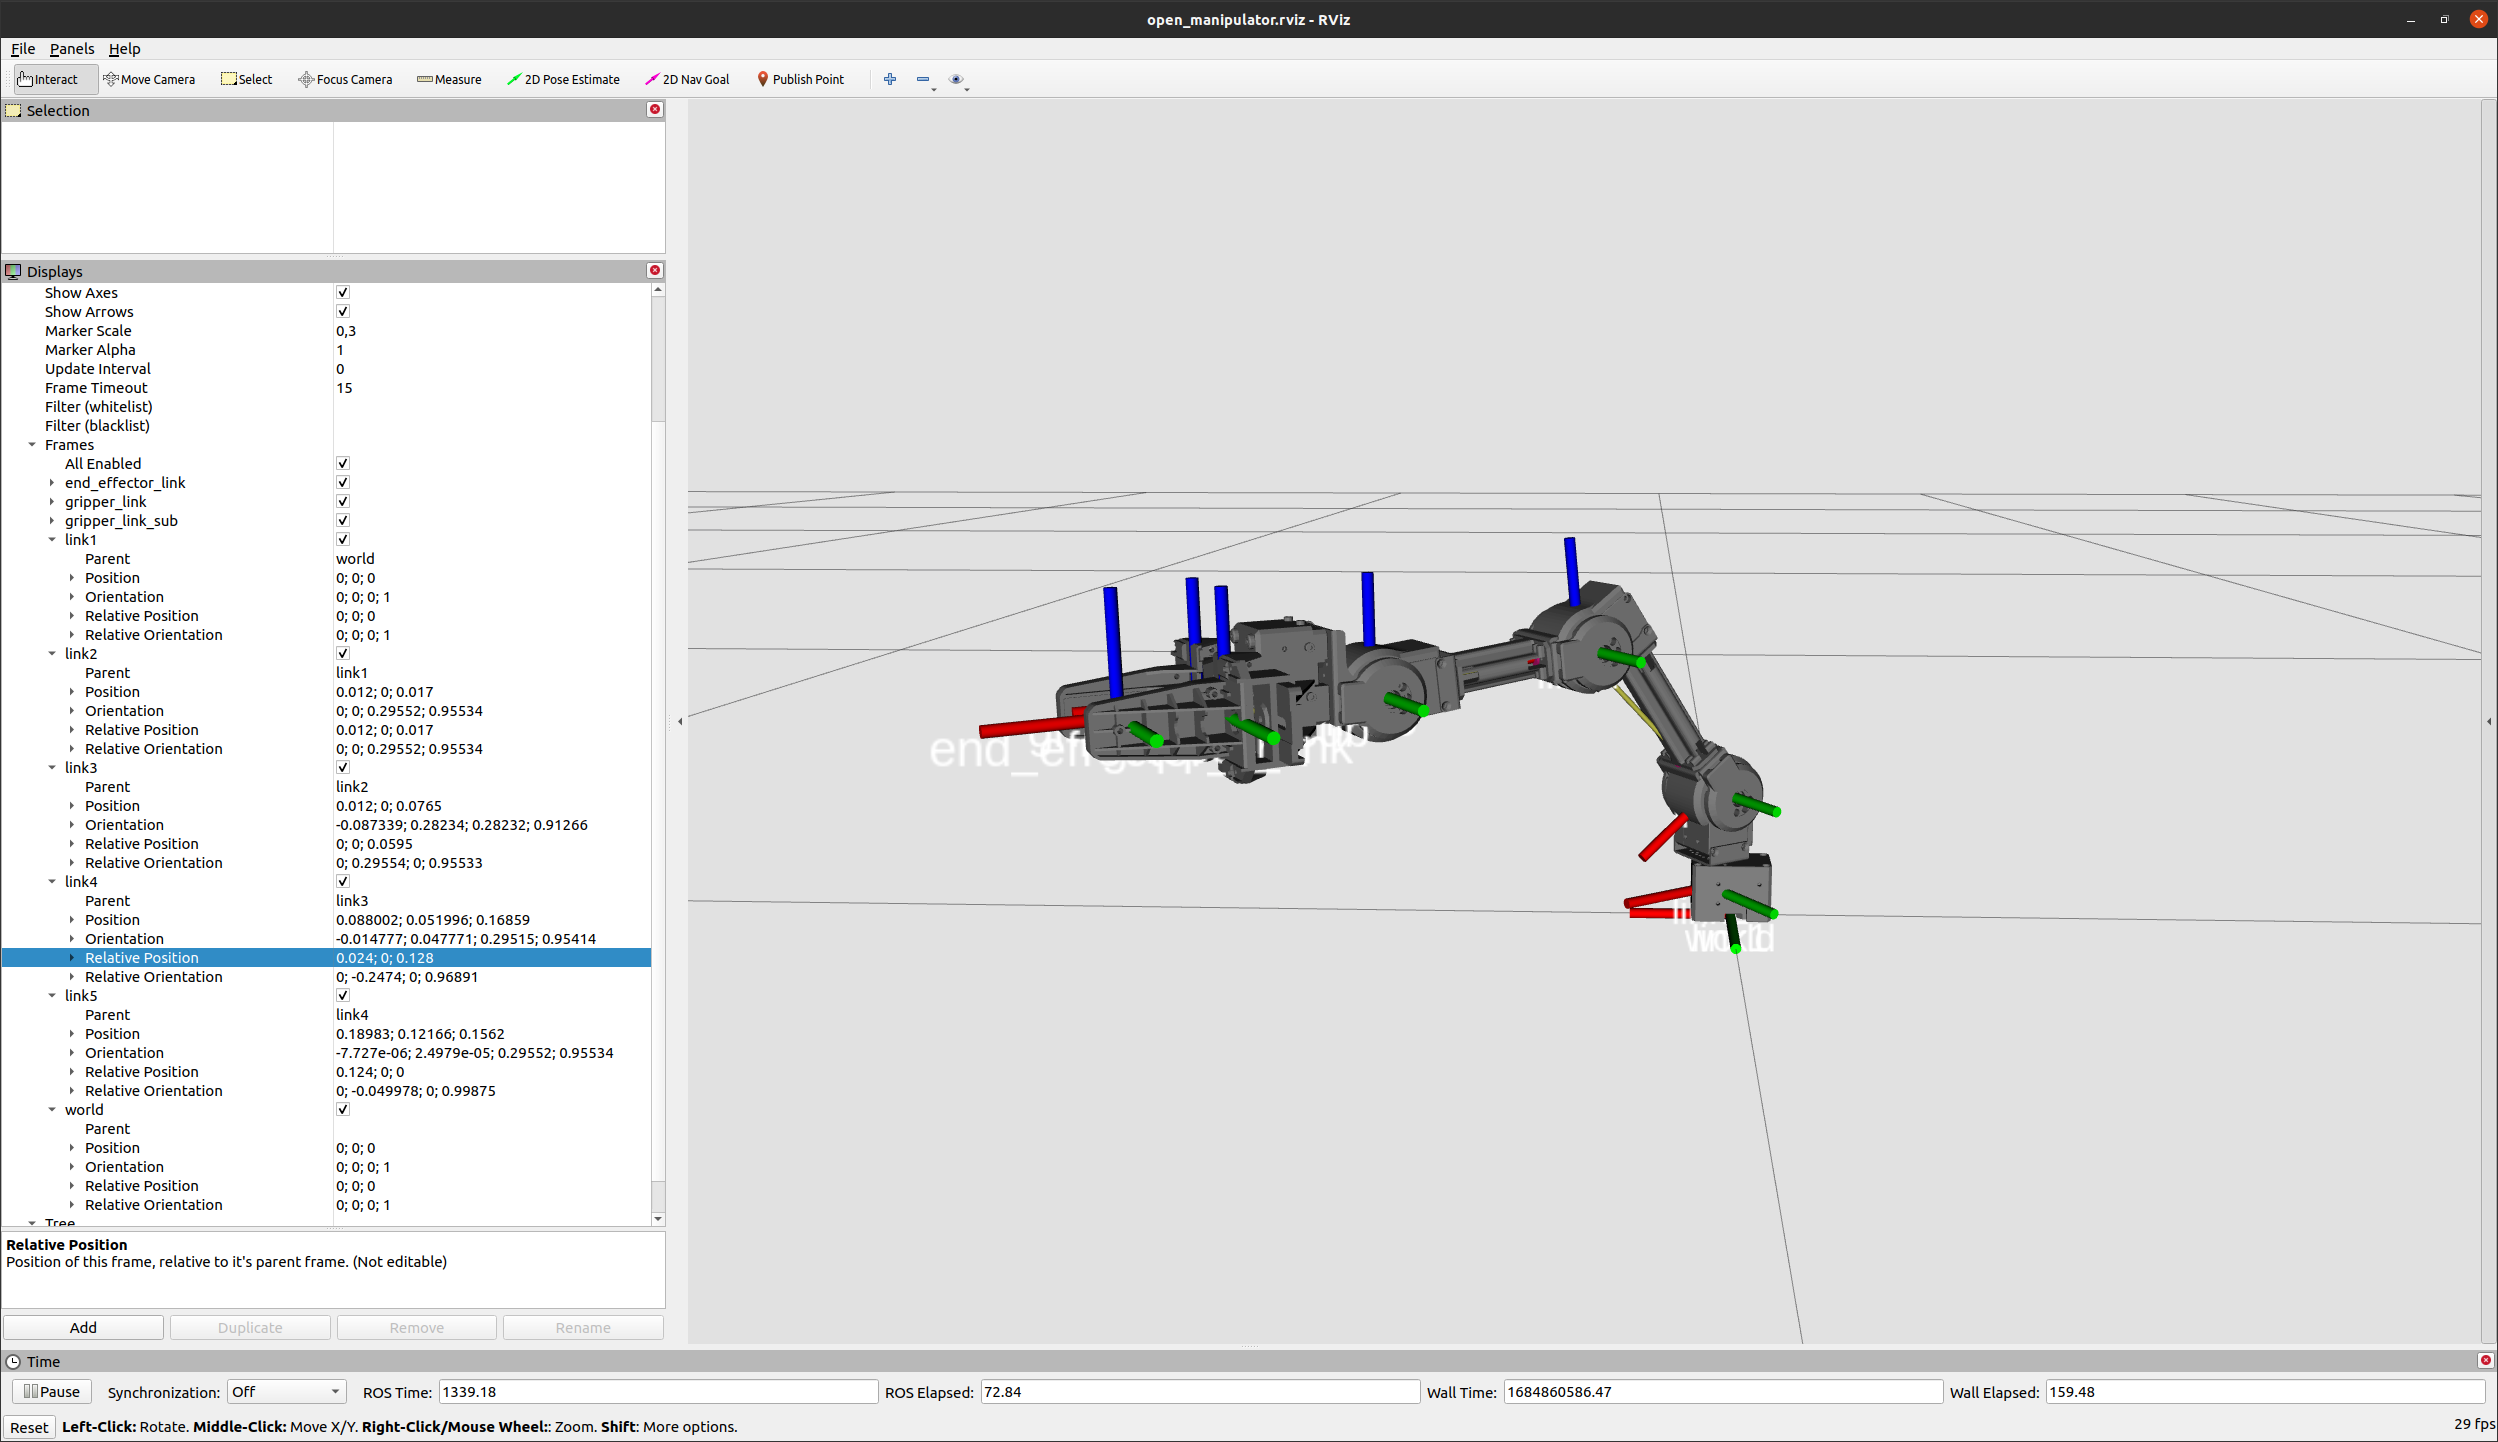 open_manipulator.rviz - RViz
File Panels Help
Interact Move Camera Select Focus Camera Measure 2D Pose Estimate 2D Nav Goal Publish Point
Selection
Displays
Show Axes
Show Arrows
Marker Scale 0,3
Marker Alpha 1
Update Interval 0
Frame Timeout 15
Filter (whitelist)
Filter (blacklist)
Frames
All Enabled
end_effector_link
gripper_link
gripper_link_sub
link1
Parent world
Position 0; 0; 0
Orientation 0; 0; 0; 1
Relative Position 0; 0; 0
Relative Orientation 0; 0; 0; 1
link2
Parent link1
Position 0.012; 0; 0.017
Orientation 0; 0; 0.29552; 0.95534
Relative Position 0.012; 0; 0.017
Relative Orientation 0; 0; 0.29552; 0.95534
link3
Parent link2
Position 0.012; 0; 0.0765
Orientation -0.087339; 0.28234; 0.28232; 0.91266
Relative Position 0; 0; 0.0595
Relative Orientation 0; 0.29554; 0; 0.95533
link4
Parent link3
Position 0.088002; 0.051996; 0.16859
Orientation -0.014777; 0.047771; 0.29515; 0.95414
Relative Position 0.024; 0; 0.128
Relative Orientation 0; -0.2474; 0; 0.96891
link5
Parent link4
Position 0.18983; 0.12166; 0.1562
Orientation -7.727e-06; 2.4979e-05; 0.29552; 0.95534
Relative Position 0.124; 0; 0
Relative Orientation 0; -0.049978; 0; 0.99875
world
Parent
Position 0; 0; 0
Orientation 0; 0; 0; 1
Relative Position 0; 0; 0
Relative Orientation 0; 0; 0; 1
Tree
Relative Position
Position of this frame, relative to it's parent frame. (Not editable)
Add Duplicate Remove Rename
world
Time
Pause Synchronization: Off ROS Time: 1339.18 ROS Elapsed: 72.84 Wall Time: 1684860586.47 Wall Elapsed: 159.48
Reset Left-Click: Rotate. Middle-Click: Move X/Y. Right-Click/Mouse Wheel:: Zoom. Shift: More options. 29 fps